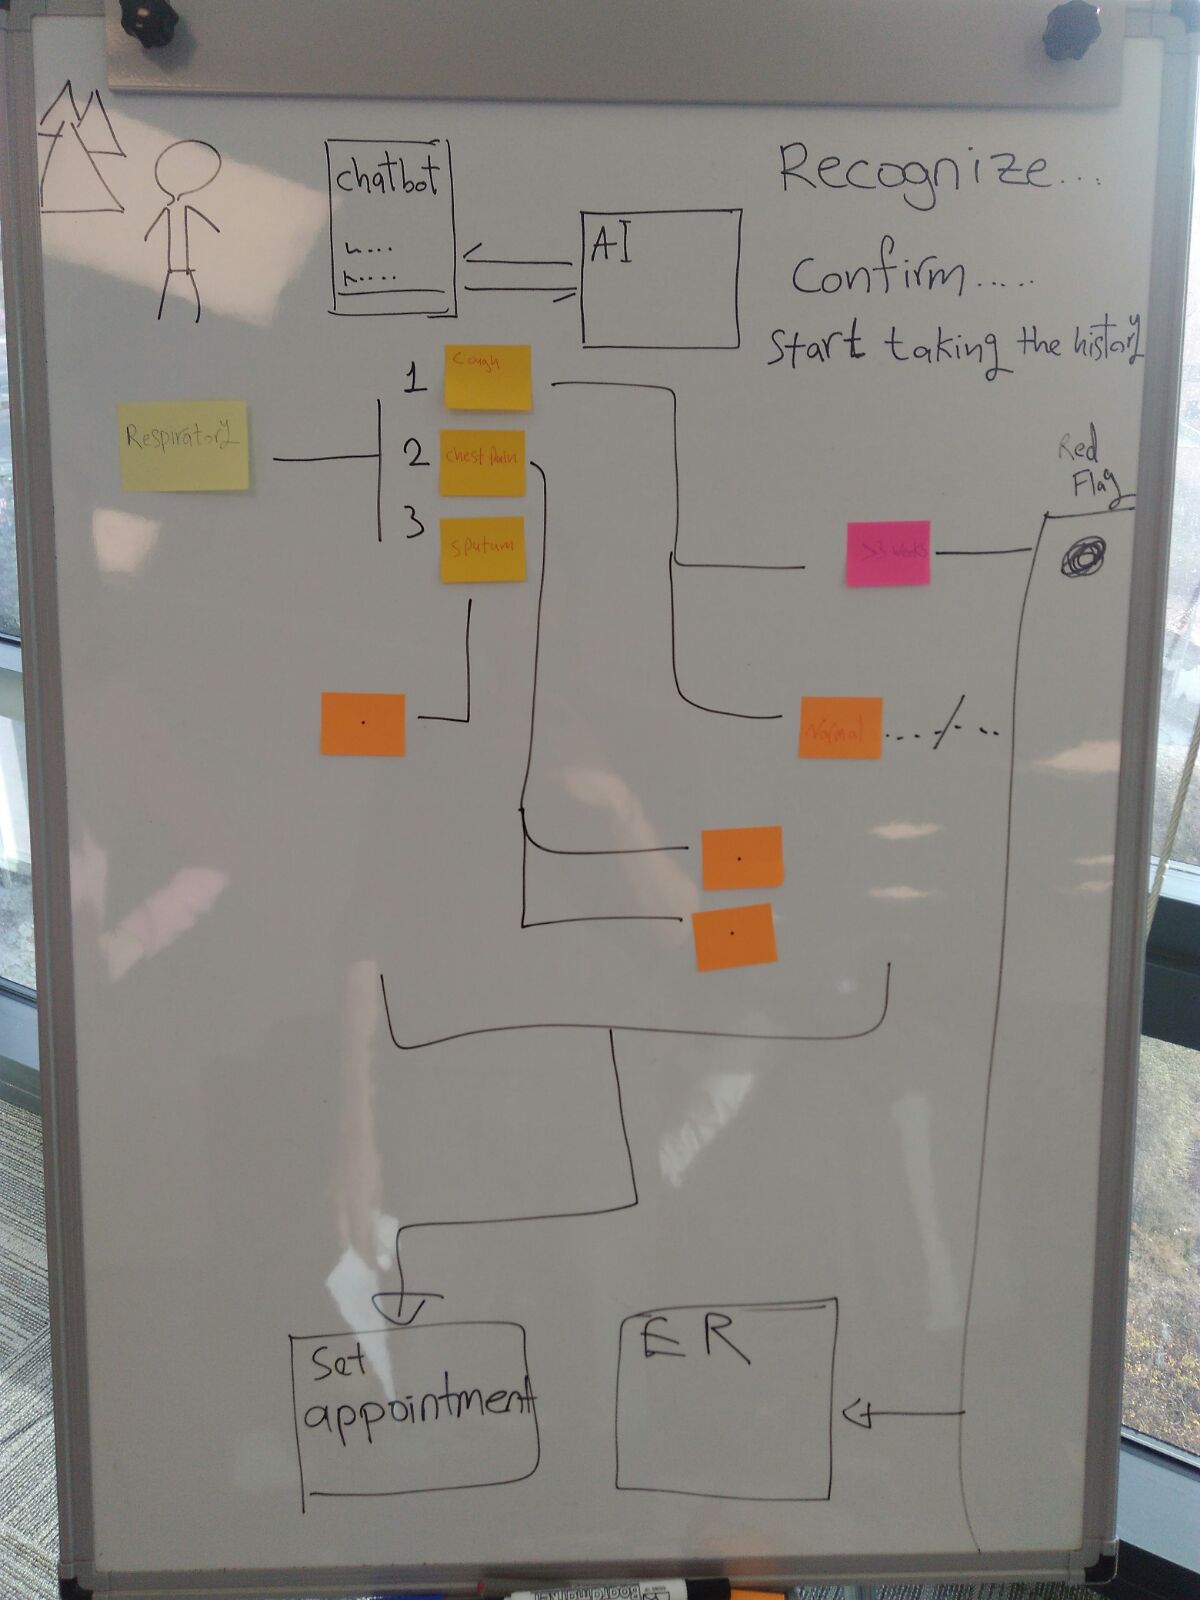 chatbot
AI
Recognize...
Confirm.....
Start taking the history
1
Cough
Respiratory
2
Chest Pain
3
Sputum
Red
Flag
>3 weeks
Normal
Set
appointment
ER